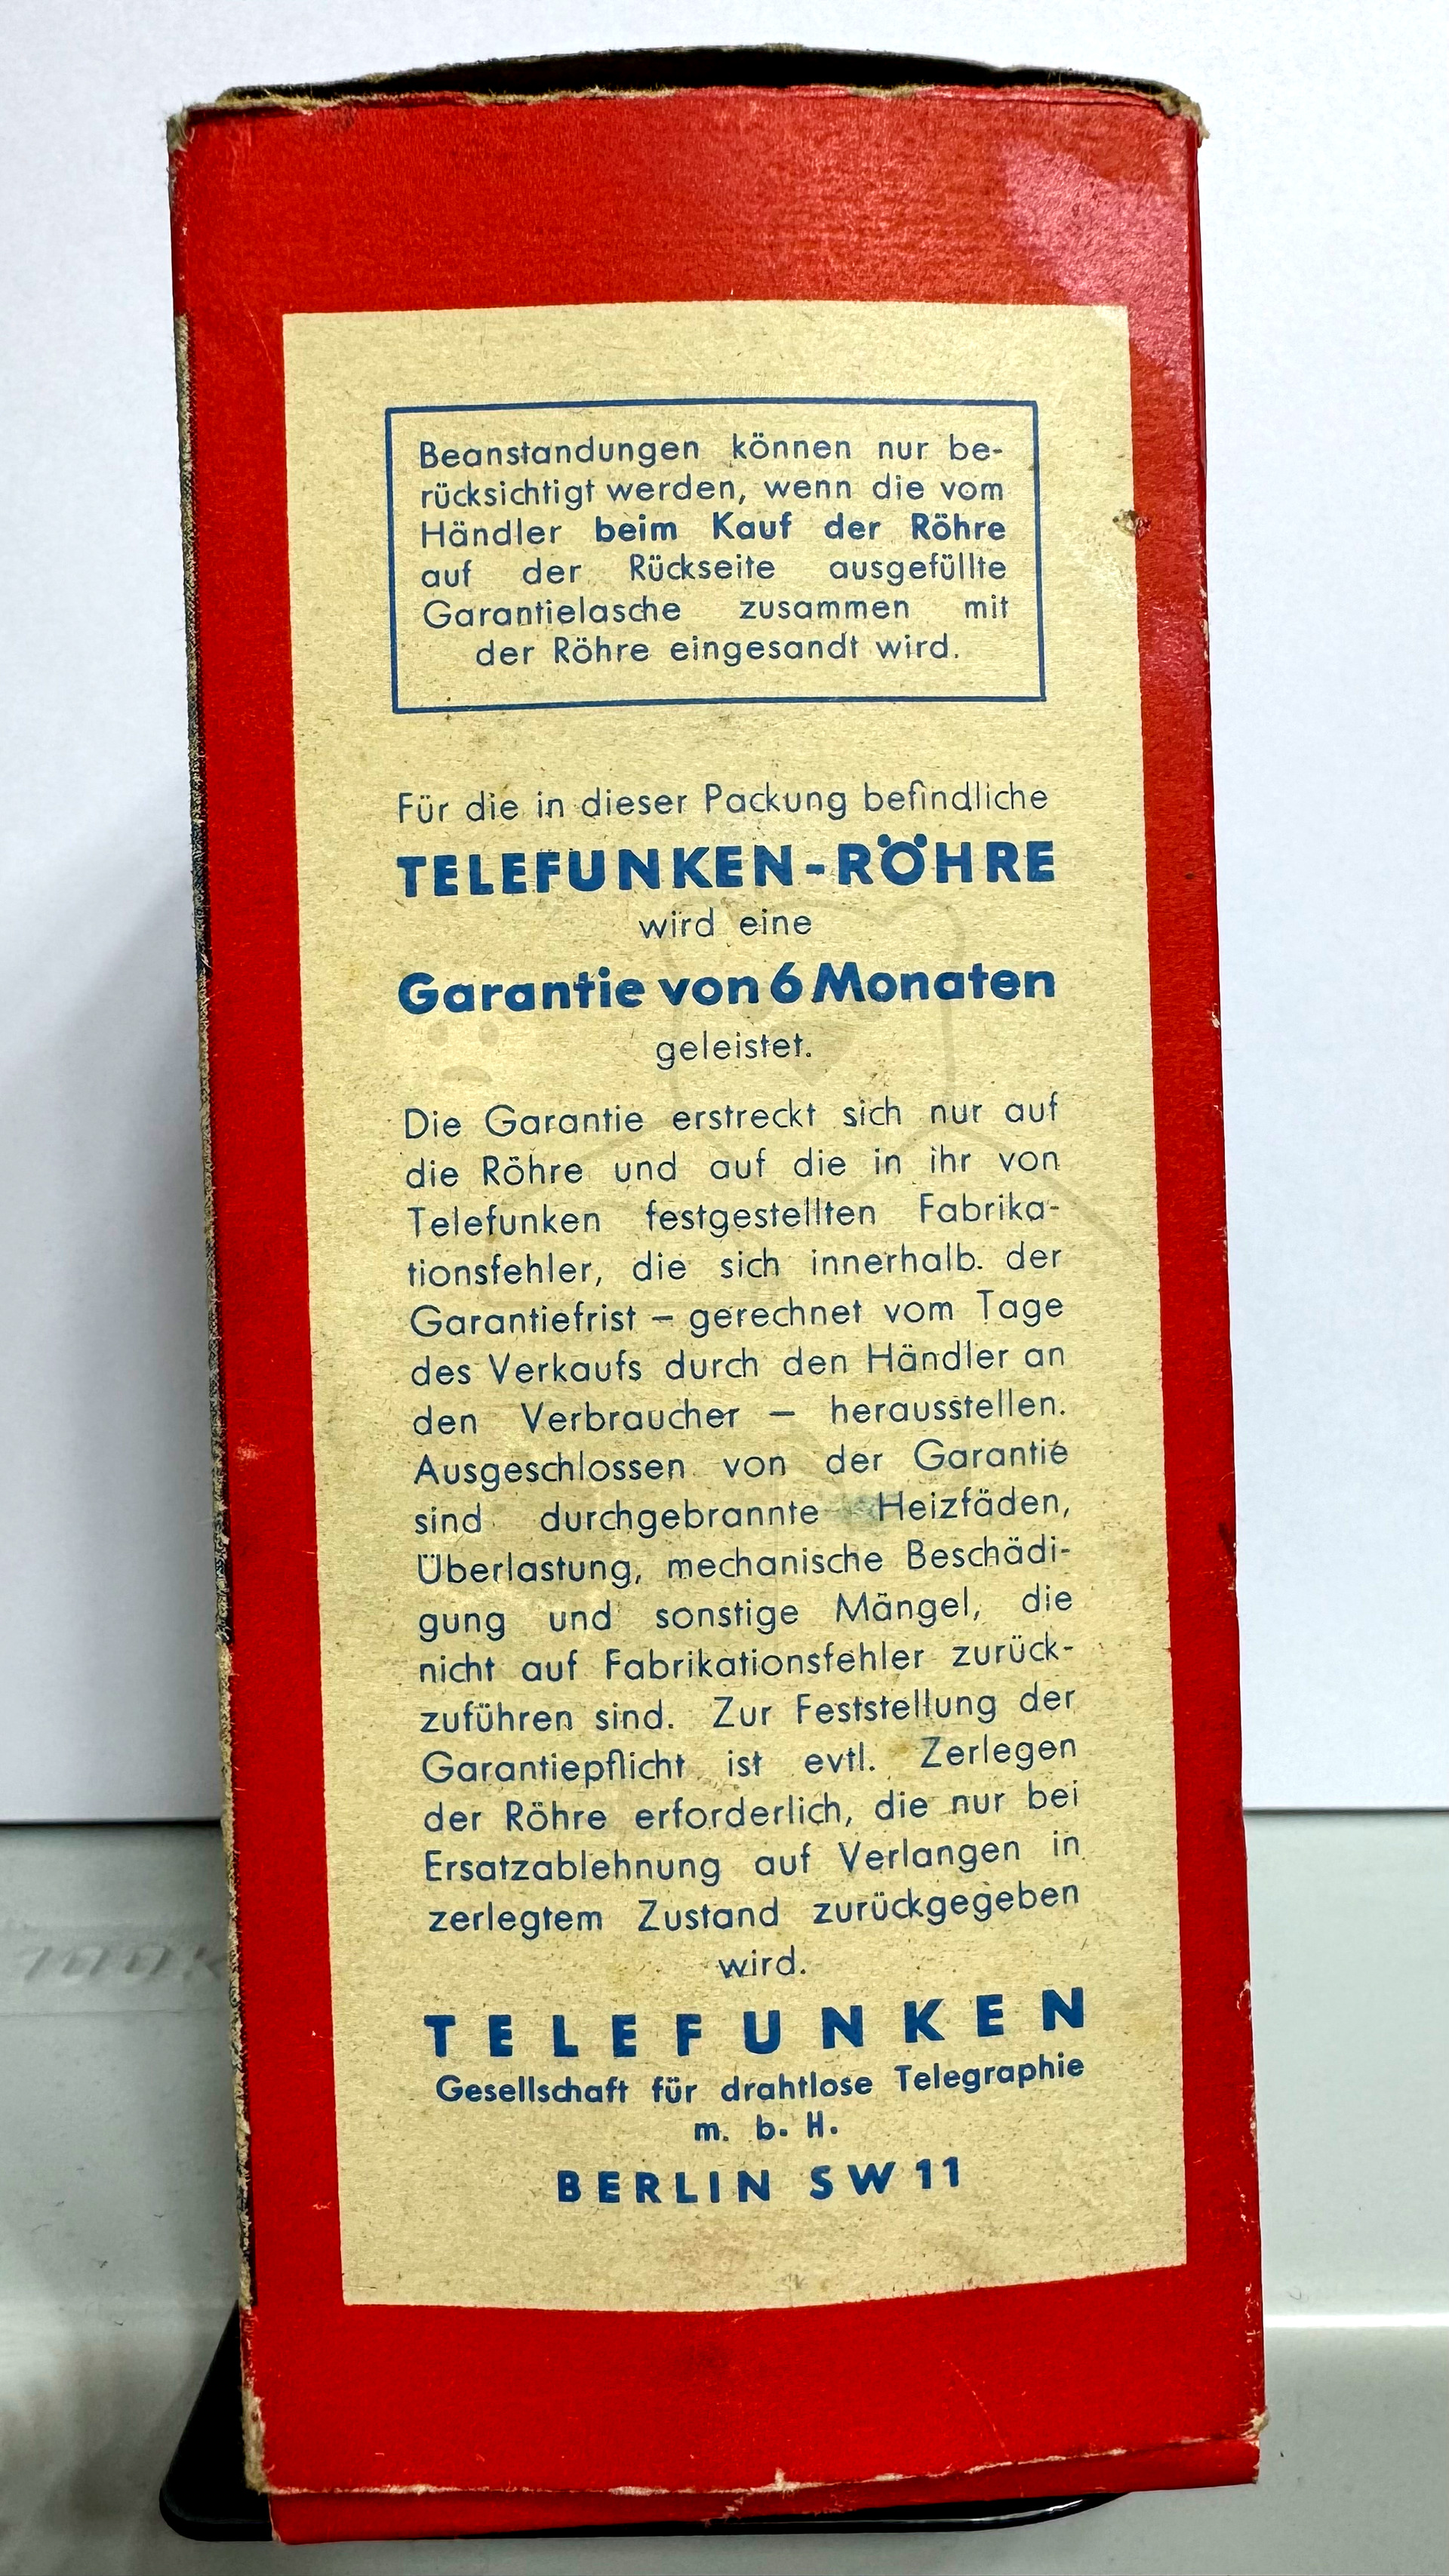 Beanstandungen können nur be-
rücksichtigt werden, wenn die vom
Händler beim Kauf der Röhre
auf der Rückseite ausgefüllte
Garantielasche zusammen mit
der Röhre eingesandt wird.
Für die in dieser Packung befindliche
TELEFUNKEN-RÖHRE
wird eine
Garantie von 6 Monaten
geleistet.
Die Garantie erstreckt sich nur auf
die Röhre und auf die in ihr von
Telefunken festgestellten Fabrika-
tionsfehler, die sich innerhalb der
Garantiefrist – gerechnet vom Tage
des Verkaufs durch den Händler an
den Verbraucher – herausstellen.
Ausgeschlossen von der Garantie
sind durchgebrannte Heizfäden,
Überlastung, mechanische Beschädi-
gung und sonstige Mängel, die
nicht auf Fabrikationsfehler zurück-
zuführen sind. Zur Feststellung der
Garantiepflicht ist evtl. Zerlegen
der Röhre erforderlich, die nur bei
Ersatzablehnung auf Verlangen in
zerlegtem Zustand zurückgegeben
wird.
TELEFUNKEN
Gesellschaft für drahtlose Telegraphie
m. b. H.
BERLIN SW 11